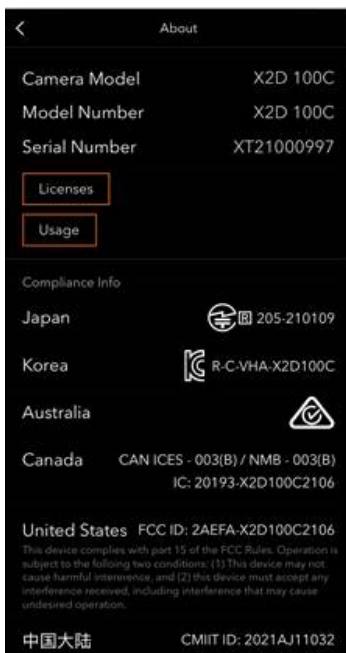 About
Camera Model X2D 100C
Model Number X2D 100C
Serial Number XT21000997
Licenses
Usage
Compliance Info
Japan R 205-210109
Korea R-C-VHA-X2D100C
Australia
Canada CAN ICES - 003(B) / NMB - 003(B)
IC: 20193-X2D100C2106
United States FCC ID: 2AEFA-X2D100C2106
This device complies with part 15 of the FCC Rules. Operation is
subject to the folloing two conditions: (1) This device may not
cause harmful intererence, and (2) this device must accept any
interference received, including interference that may cause
undesired operation.
中国大陆 CMIIT ID: 2021AJ11032